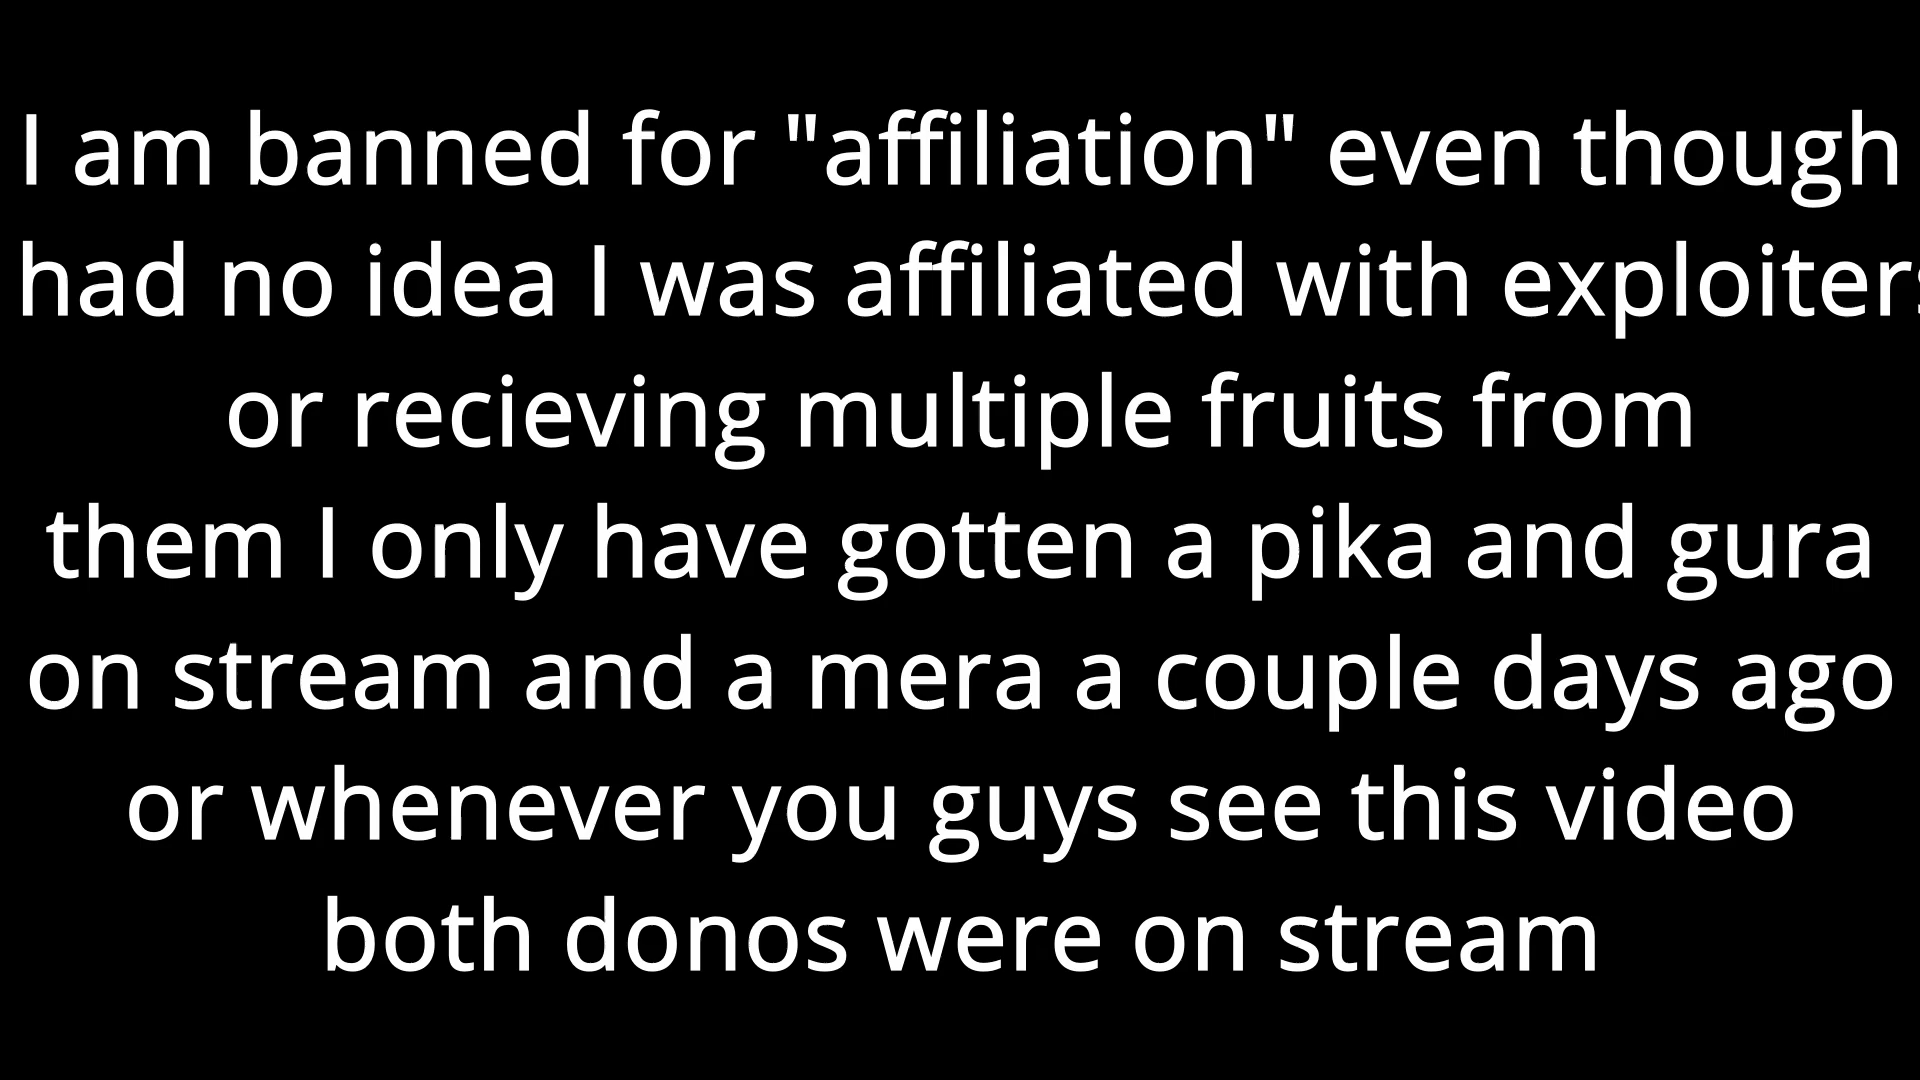 I am banned for "affiliation" even though
had no idea I was affiliated with exploiters
or recieving multiple fruits from
them I only have gotten a pika and gura
on stream and a mera a couple days ago
or whenever you guys see this video
both donos were on stream